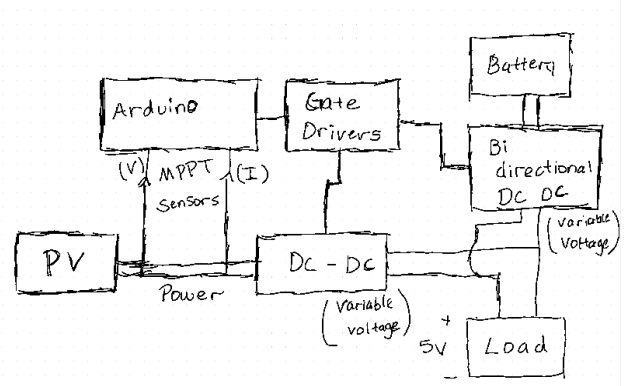 Battery
Arduino
Gate
Drivers
Bi
directional
DC DC
(V) MPPT (I)
Sensors
(Variable
Voltage)
PV
DC - DC
Power
(Variable
voltage)
+
5V
-
Load